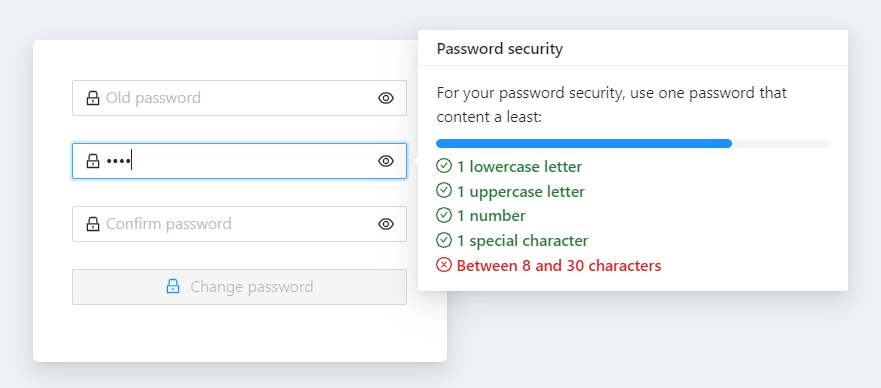 Old password
••••
Confirm password
Change password
Password security
For your password security, use one password that
content a least:
1 lowercase letter
1 uppercase letter
1 number
1 special character
Between 8 and 30 characters